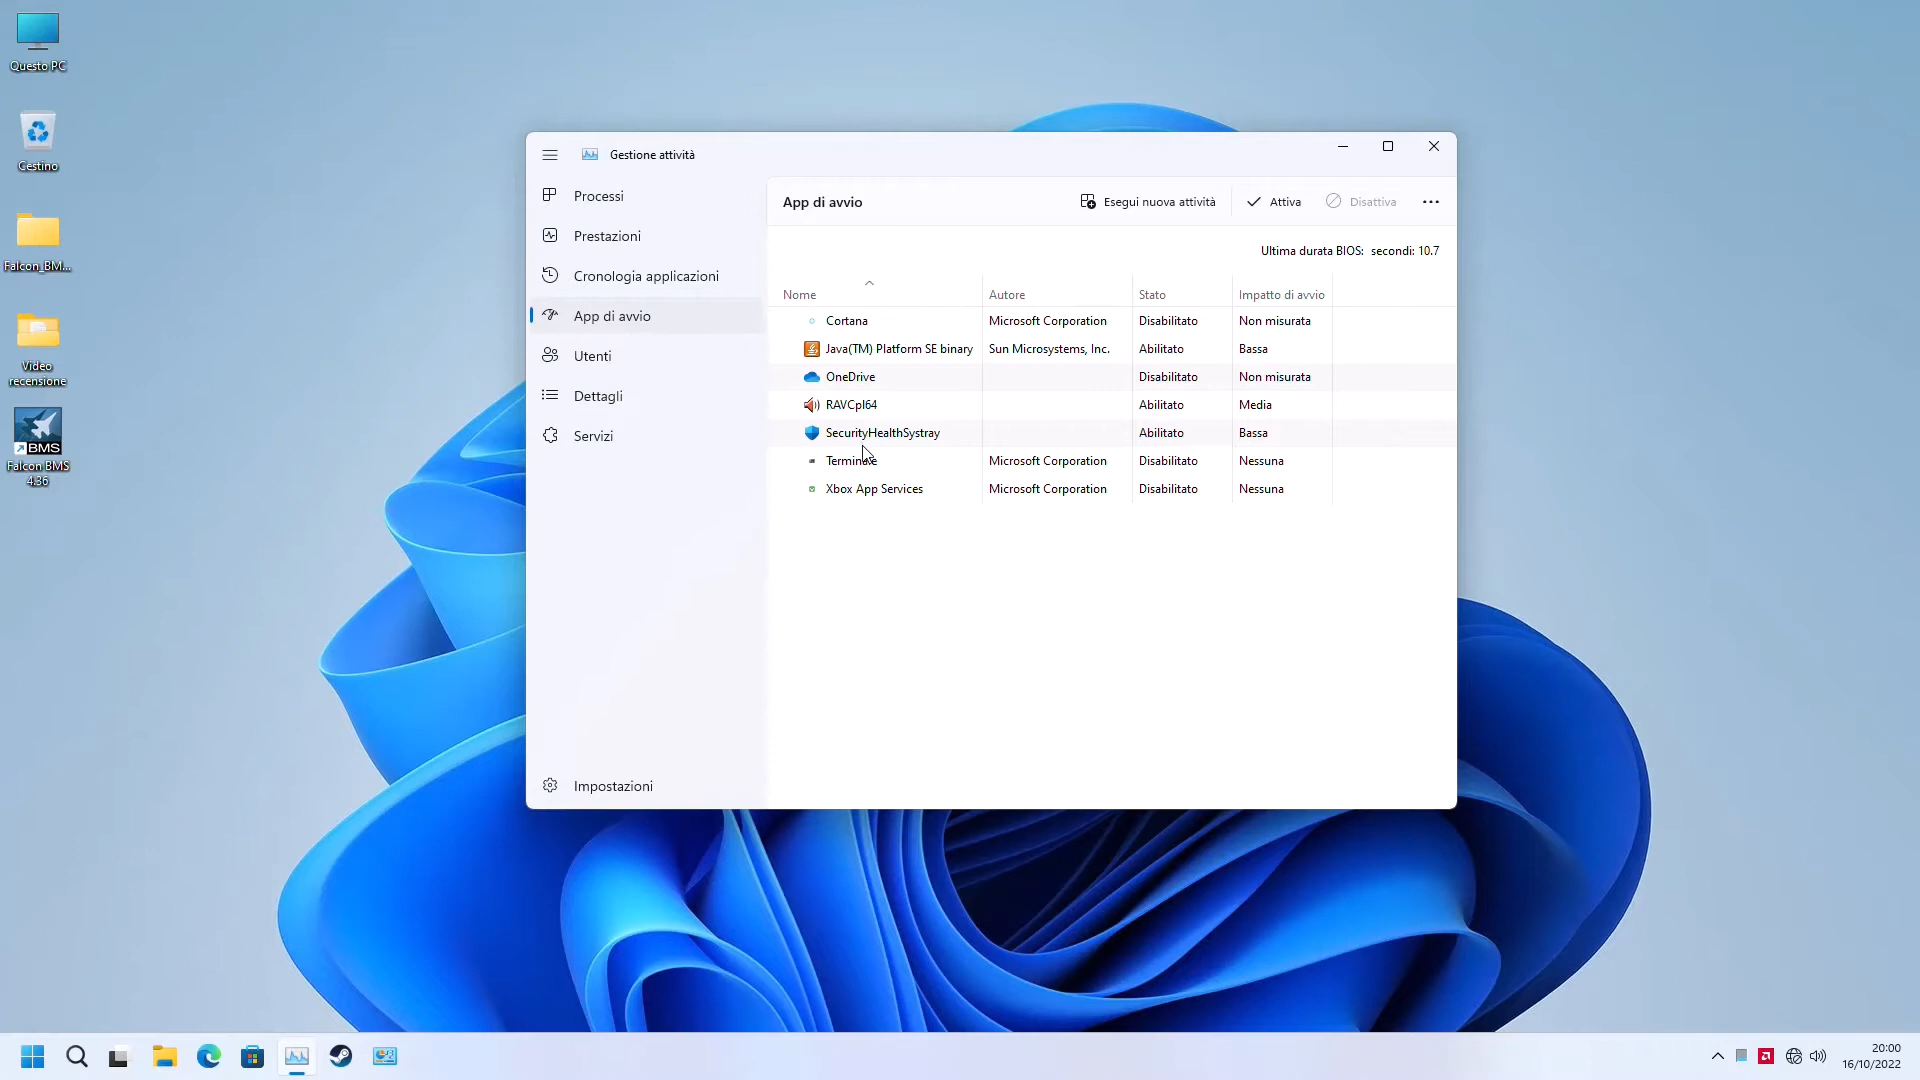 Questo PC
Cestino
Falcon_BM...
Video
recensione
BMS
Falcon BMS
4.36
Gestione attività
Processi
Prestazioni
Cronologia applicazioni
App di avvio
Utenti
Dettagli
Servizi
Impostazioni
App di avvio
Esegui nuova attività
Attiva
Disattiva
Ultima durata BIOS: secondi: 10.7
Nome Autore Stato Impatto di avvio
Cortana Microsoft Corporation Disabilitato Non misurata
Java(TM) Platform SE binary Sun Microsystems, Inc. Abilitato Bassa
OneDrive Disabilitato Non misurata
RAVCpl64 Abilitato Media
SecurityHealthSystray Abilitato Bassa
Terminale Microsoft Corporation Disabilitato Nessuna
Xbox App Services Microsoft Corporation Disabilitato Nessuna
20:00
16/10/2022